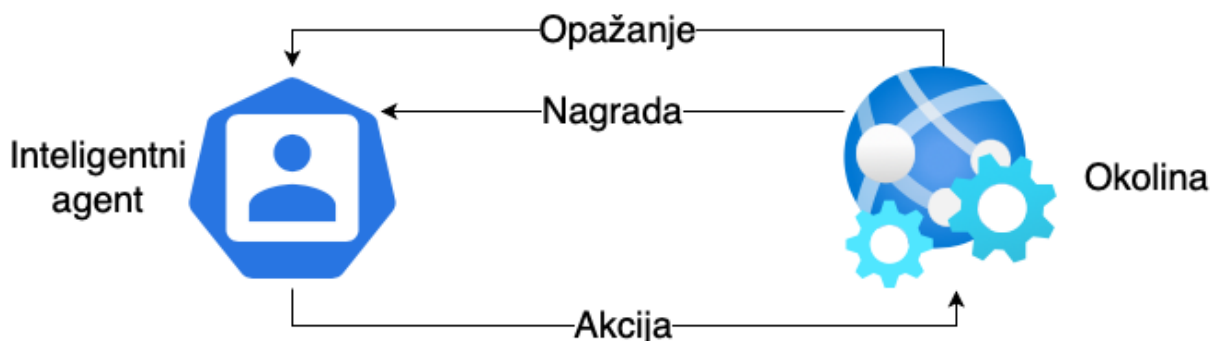 Opažanje
Nagrada
Inteligentni
agent
Okolina
Akcija